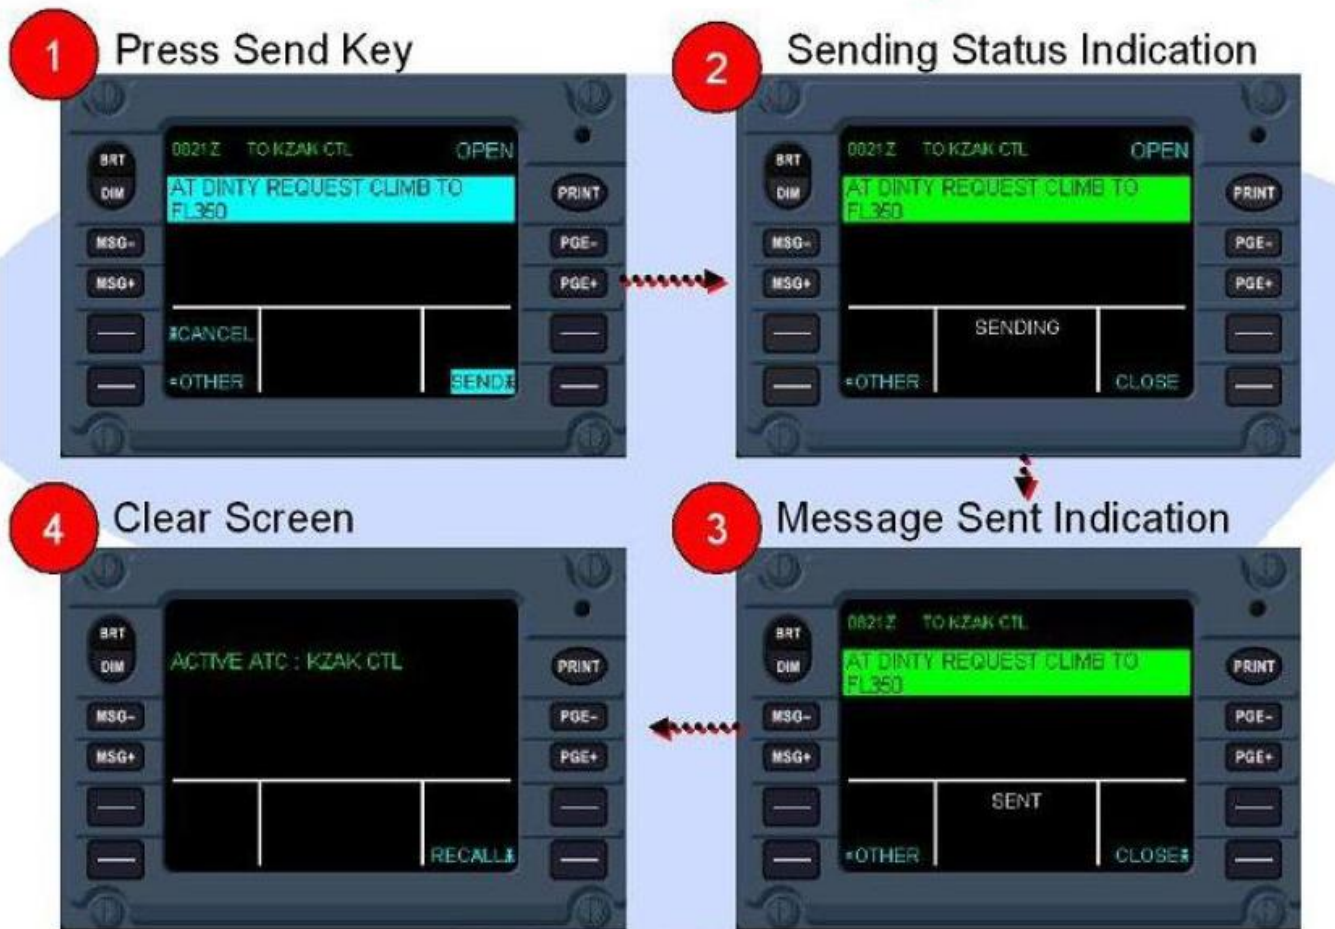 1 Press Send Key
BRT
DIM
MSG-
MSG+
0821Z TO KZAK CTL OPEN
AT DINTY REQUEST CLIMB TO
FL350
*CANCEL
<OTHER SEND*
PRINT
PGE-
PGE+
2 Sending Status Indication
BRT
DIM
MSG-
MSG+
0821Z TO KZAK CTL OPEN
AT DINTY REQUEST CLIMB TO
FL350
SENDING
<OTHER CLOSE
PRINT
PGE-
PGE+
3 Message Sent Indication
BRT
DIM
MSG-
MSG+
0821Z TO KZAK CTL
AT DINTY REQUEST CLIMB TO
FL350
SENT
<OTHER CLOSE*
PRINT
PGE-
PGE+
4 Clear Screen
BRT
DIM
MSG-
MSG+
ACTIVE ATC : KZAK CTL
RECALL*
PRINT
PGE-
PGE+